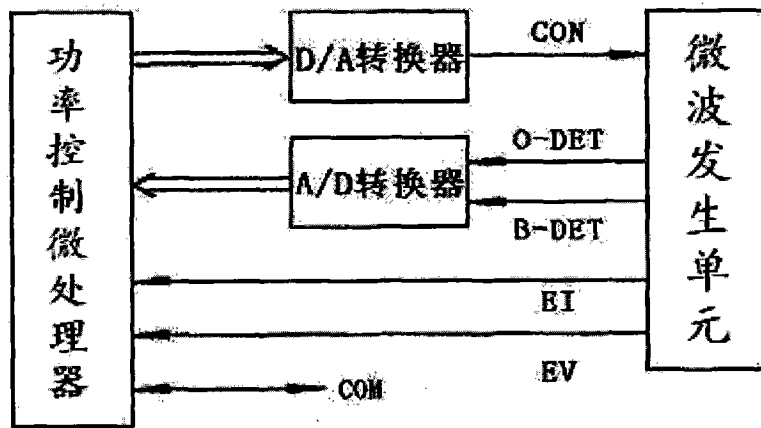 功率控制微处理器
D/A转换器
CON
微波发生单元
O-DET
A/D转换器
B-DET
EI
EV
COM